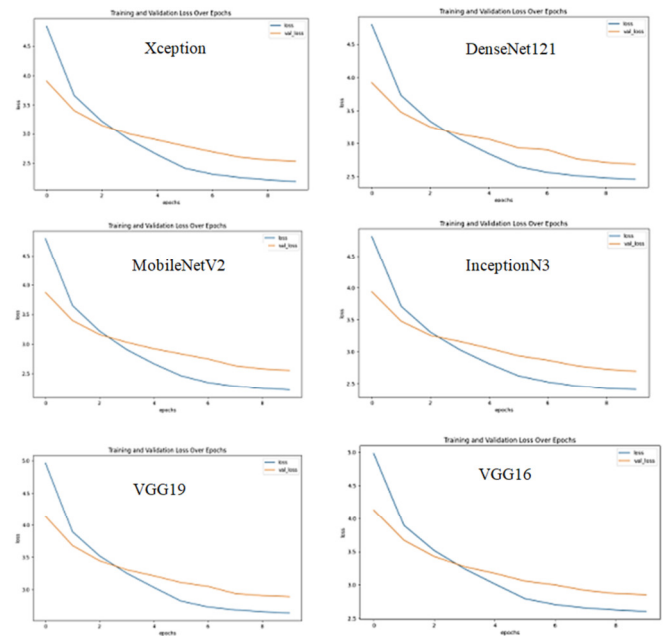 Training and Validation Loss Over Epochs
Xception
loss
val_loss
loss
4.5
4.0
3.5
3.0
2.5
0 2 4 6 8
epochs
Training and Validation Loss Over Epochs
DenseNet121
loss
val_loss
loss
4.5
4.0
3.5
3.0
2.5
0 2 4 6 8
epochs
Training and Validation Loss Over Epochs
MobileNetV2
loss
val_loss
loss
4.5
4.0
3.5
3.0
2.5
0 2 4 6 8
epochs
Training and Validation Loss Over Epochs
InceptionN3
loss
val_loss
loss
4.5
4.0
3.5
3.0
2.5
0 2 4 6 8
epochs
Training and Validation Loss Over Epochs
VGG19
loss
val_loss
loss
5.0
4.5
4.0
3.5
3.0
0 2 4 6 8
epochs
Training and Validation Loss Over Epochs
VGG16
loss
val_loss
loss
5.0
4.5
4.0
3.5
3.0
2.5
0 2 4 6 8
epochs